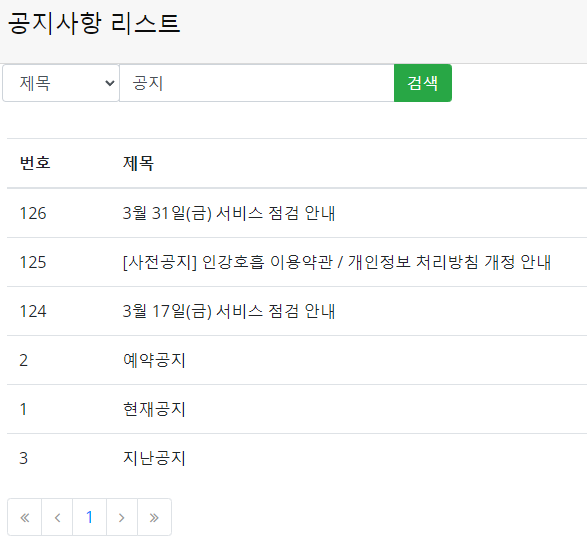 공지사항 리스트
제목 공지 검색
번호 제목
126 3월 31일(금) 서비스 점검 안내
125 [사전공지] 인강호흡 이용약관 / 개인정보 처리방침 개정 안내
124 3월 17일(금) 서비스 점검 안내
2 예약공지
1 현재공지
3 지난공지
« ‹ 1 › »